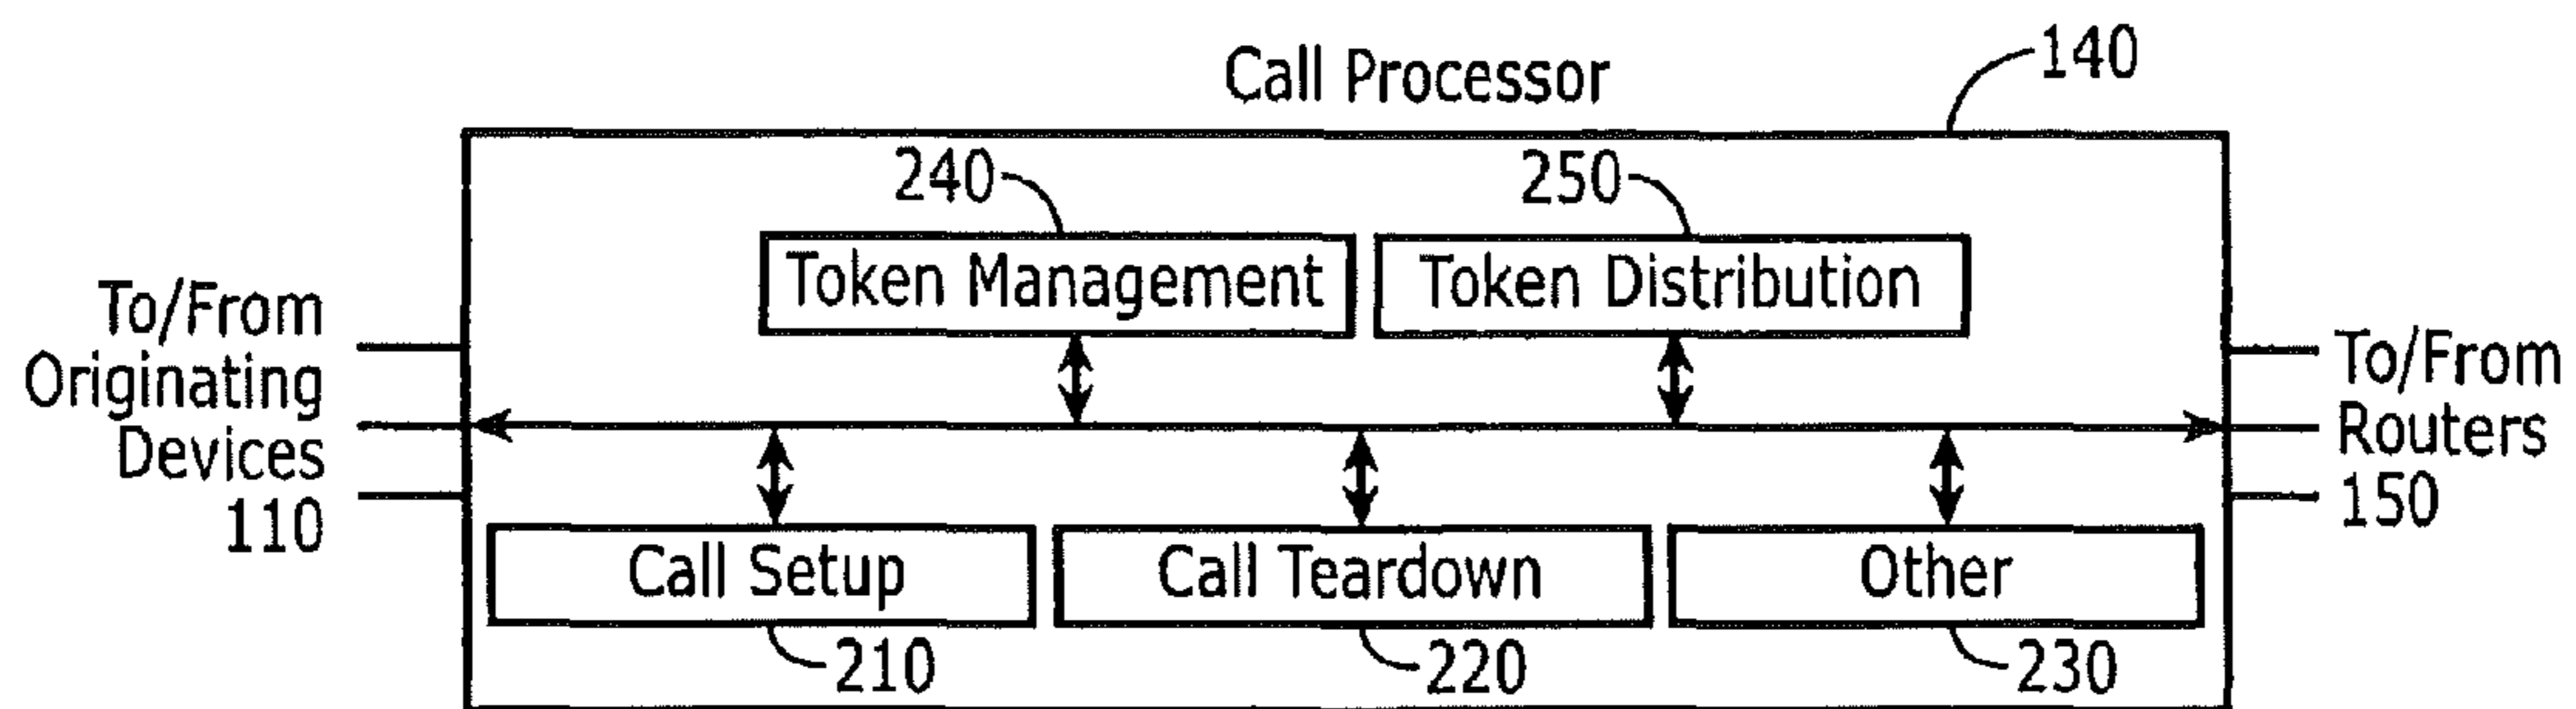 Call Processor
140
240
250
Token Management
Token Distribution
To/From
Originating
Devices
110
To/From
Routers
150
Call Setup
Call Teardown
Other
210
220
230